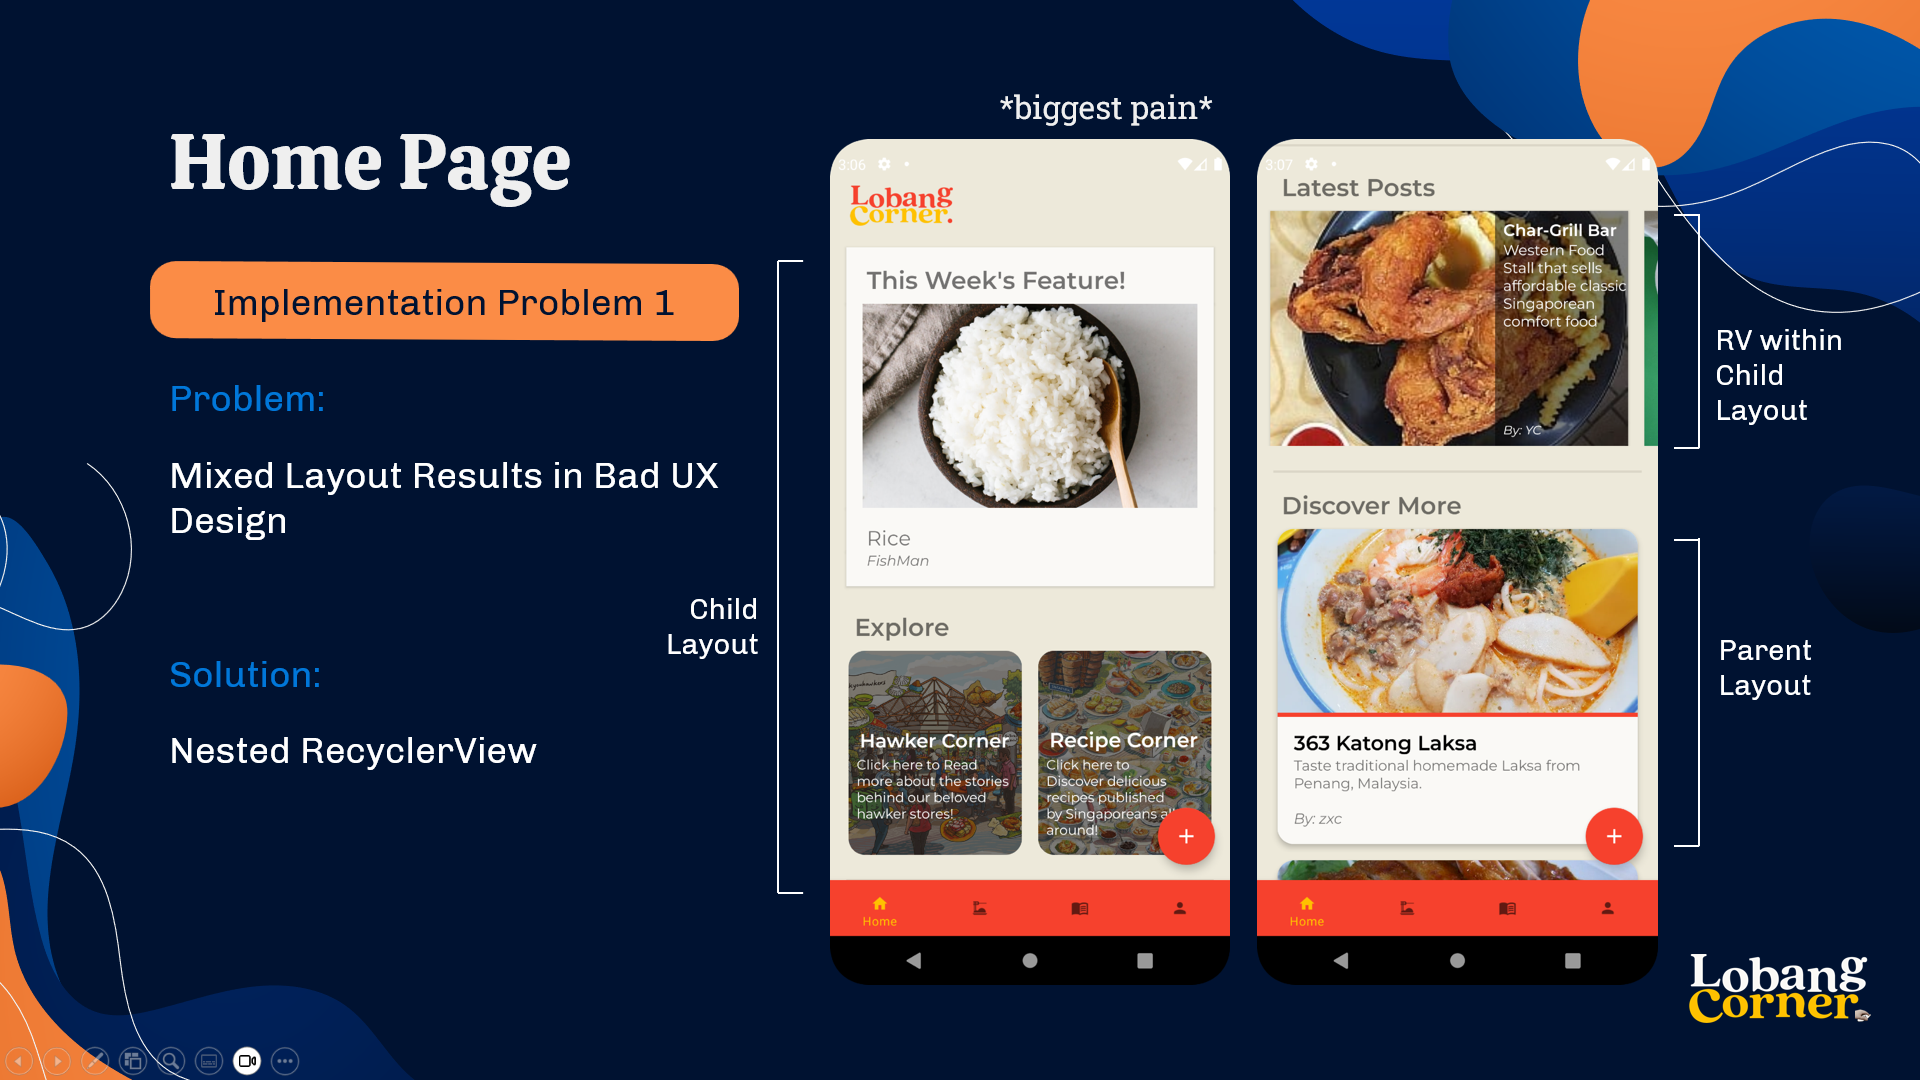 *biggest pain*
Home Page
Implementation Problem 1
Problem:
Mixed Layout Results in Bad UX
Design
Solution:
Nested RecyclerView
Child
Layout
3:06
Lobang
Corner.
This Week's Feature!
Rice
FishMan
Explore
Hawker Corner
Click here to Read
more about the stories
behind our beloved
hawker stores!
Recipe Corner
Click here to
Discover delicious
recipes published
by Singaporeans all
around!
Home
3:07
Latest Posts
Char-Grill Bar
Western Food
Stall that sells
affordable classic
Singaporean
comfort food
By: YC
Discover More
363 Katong Laksa
Taste traditional homemade Laksa from
Penang, Malaysia.
By: zxc
Home
RV within
Child
Layout
Parent
Layout
Lobang
Corner.